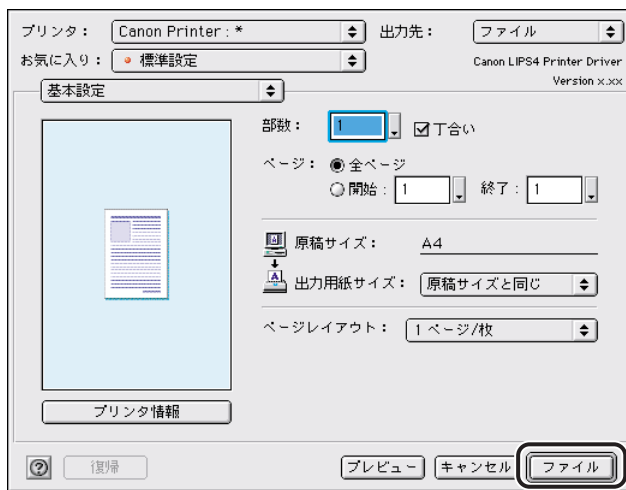 プリンタ： Canon Printer : * 出力先： ファイル
お気に入り： 標準設定 Canon LIPS4 Printer Driver
Version x.xx
基本設定
部数： 1 丁合い
ページ： 全ページ
開始： 1 終了： 1
原稿サイズ： A4
出力用紙サイズ： 原稿サイズと同じ
ページレイアウト： 1 ページ/枚
プリンタ情報
復帰 プレビュー キャンセル ファイル